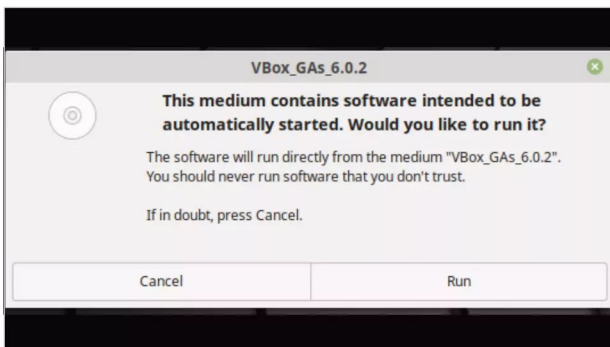 VBox_GAs_6.0.2
This medium contains software intended to be
automatically started. Would you like to run it?
The software will run directly from the medium "VBox_GAs_6.0.2".
You should never run software that you don't trust.
If in doubt, press Cancel.
Cancel
Run